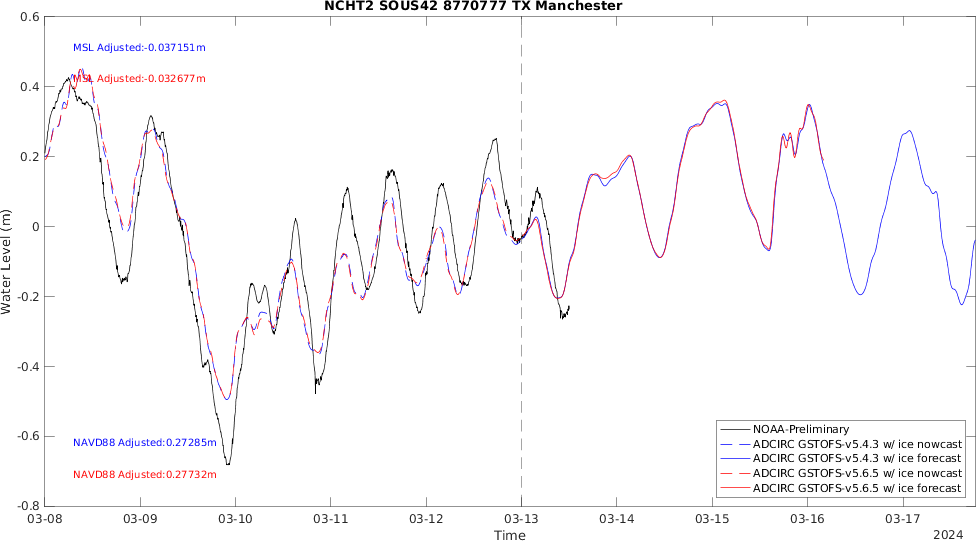 NCHT2 SOUS42 8770777 TX Manchester
0.6
MSL Adjusted:-0.037151m
MSL Adjusted:-0.032677m
0.4
0.2
0
-0.2
-0.4
-0.6
-0.8
Water Level (m)
NAVD88 Adjusted:0.27285m
NAVD88 Adjusted:0.27732m
NOAA-Preliminary
ADCIRC GSTOFS-v5.4.3 w/ ice nowcast
ADCIRC GSTOFS-v5.4.3 w/ ice forecast
ADCIRC GSTOFS-v5.6.5 w/ ice nowcast
ADCIRC GSTOFS-v5.6.5 w/ ice forecast
03-08 03-09 03-10 03-11 03-12 03-13 03-14 03-15 03-16 03-17
Time
2024